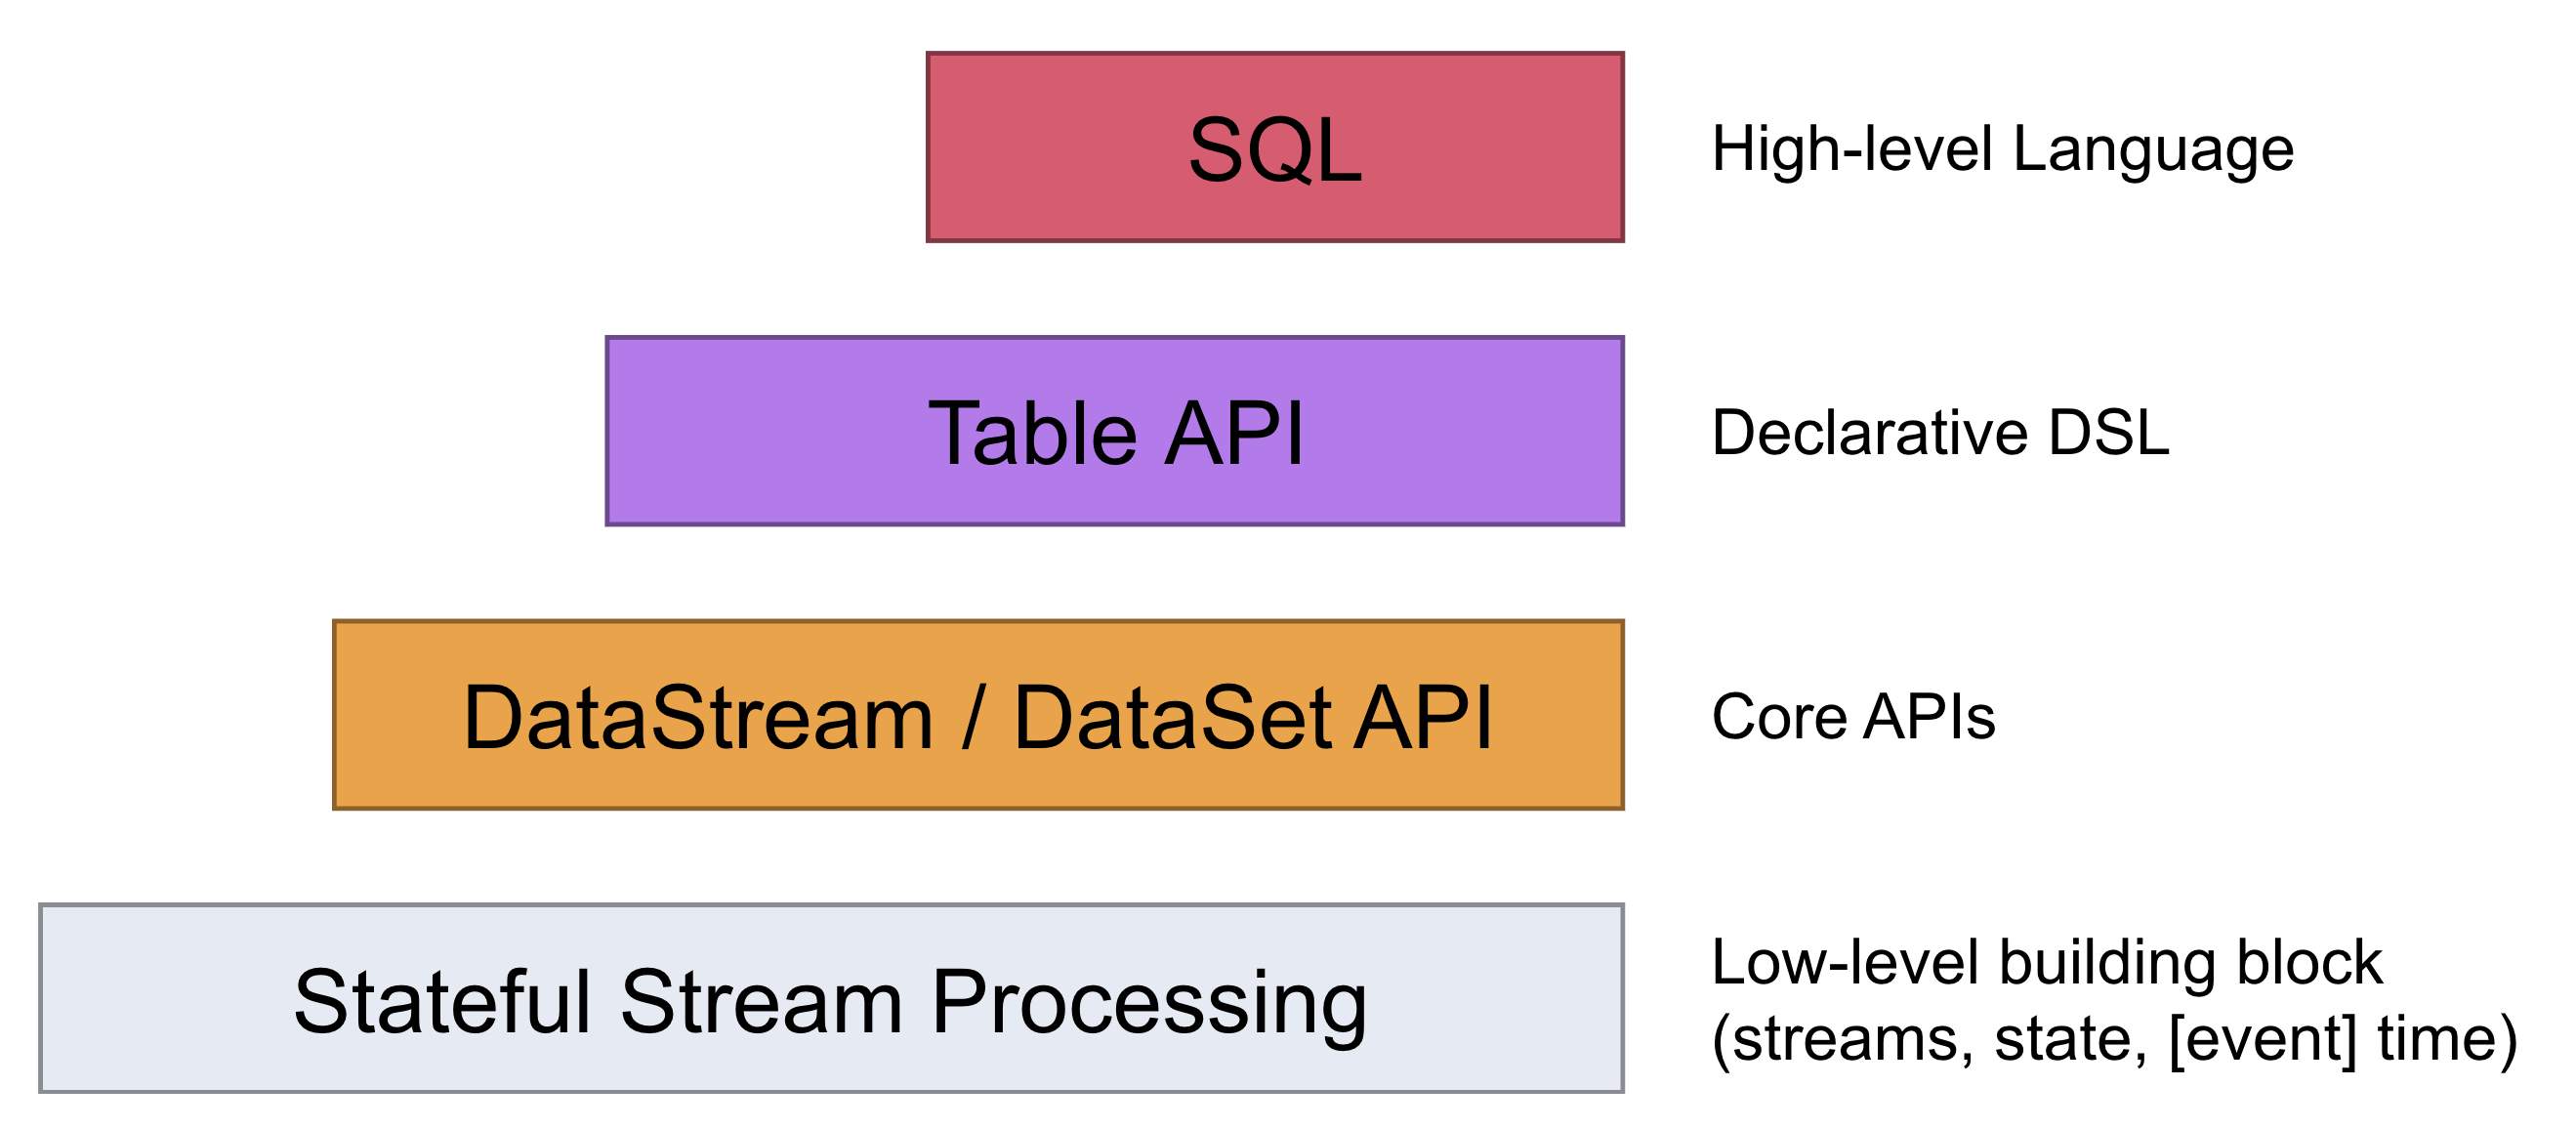 SQL
High-level Language
Table API
Declarative DSL
DataStream / DataSet API
Core APIs
Stateful Stream Processing
Low-level building block
(streams, state, [event] time)